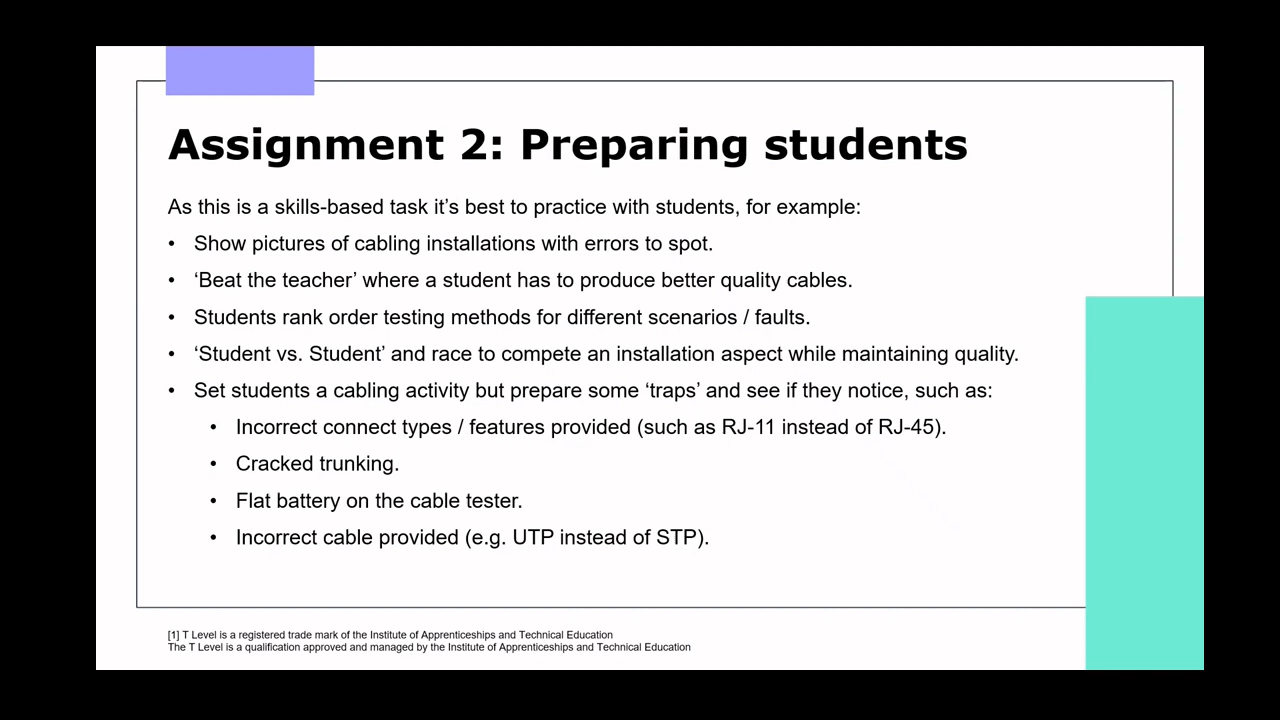 Assignment 2: Preparing students
As this is a skills-based task it’s best to practice with students, for example:
• Show pictures of cabling installations with errors to spot.
• ‘Beat the teacher’ where a student has to produce better quality cables.
• Students rank order testing methods for different scenarios / faults.
• ‘Student vs. Student’ and race to compete an installation aspect while maintaining quality.
• Set students a cabling activity but prepare some ‘traps’ and see if they notice, such as:
• Incorrect connect types / features provided (such as RJ-11 instead of RJ-45).
• Cracked trunking.
• Flat battery on the cable tester.
• Incorrect cable provided (e.g. UTP instead of STP).
[1] T Level is a registered trade mark of the Institute of Apprenticeships and Technical Education
The T Level is a qualification approved and managed by the Institute of Apprenticeships and Technical Education